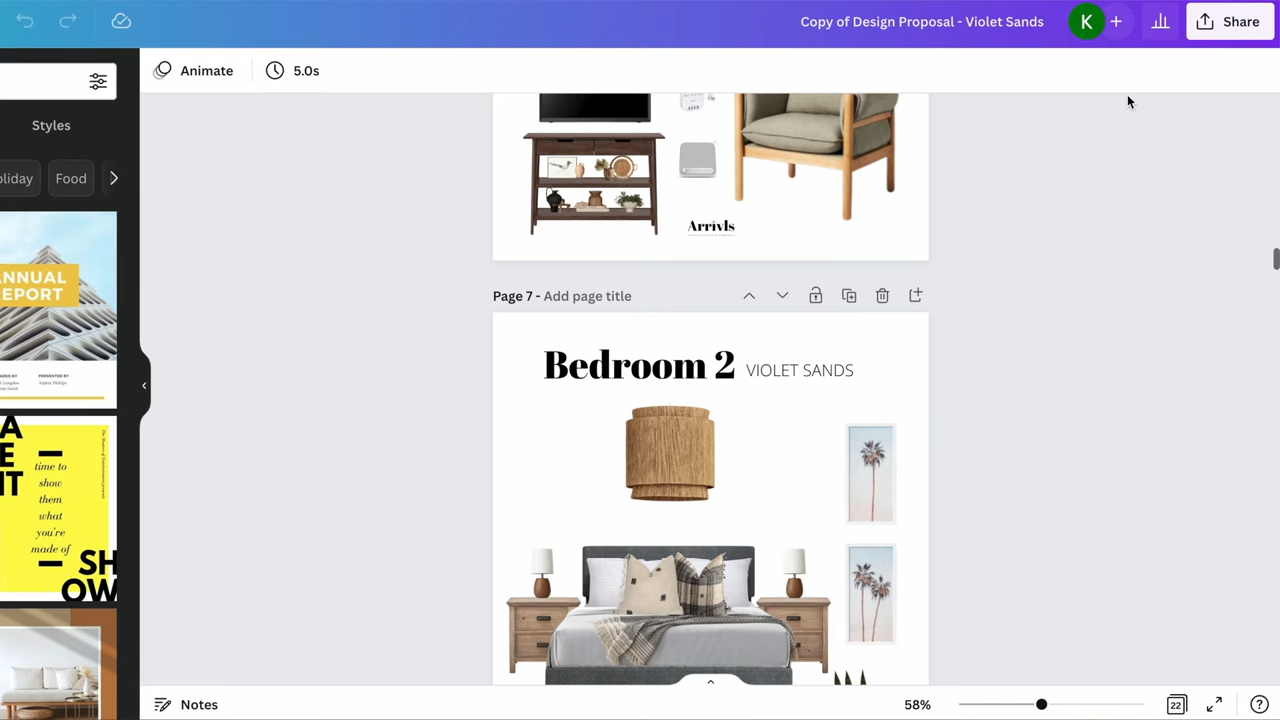 Copy of Design Proposal - Violet Sands
K
Share
Animate
5.0s
Styles
oliday
Food
ANNUAL
EPORT
Arrivls
Page 7 - Add page title
Bedroom 2 VIOLET SANDS
time to
show
them
what
you're
made of
SH
OW
Notes
58%
22